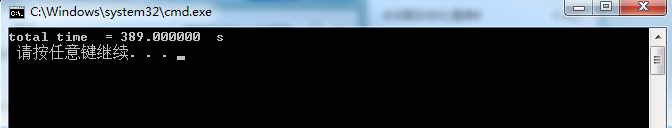 C:\Windows\system32\cmd.exe
total time  = 389.000000  s
请按任意键继续. . .